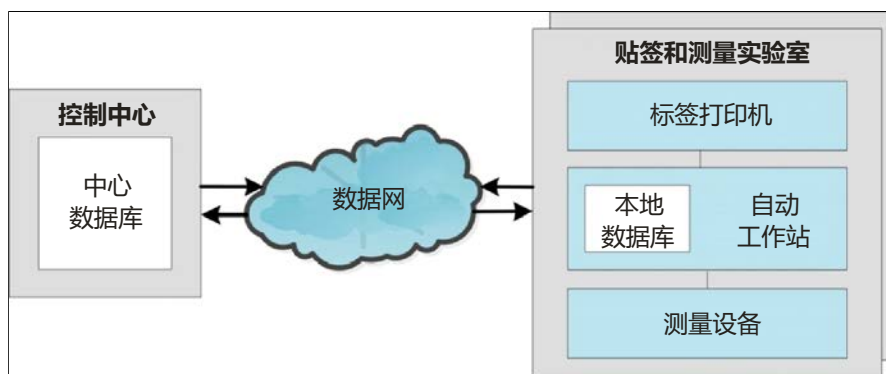 控制中心
中心
数据库
数据网
贴签和测量实验室
标签打印机
本地
数据库
自动
工作站
测量设备